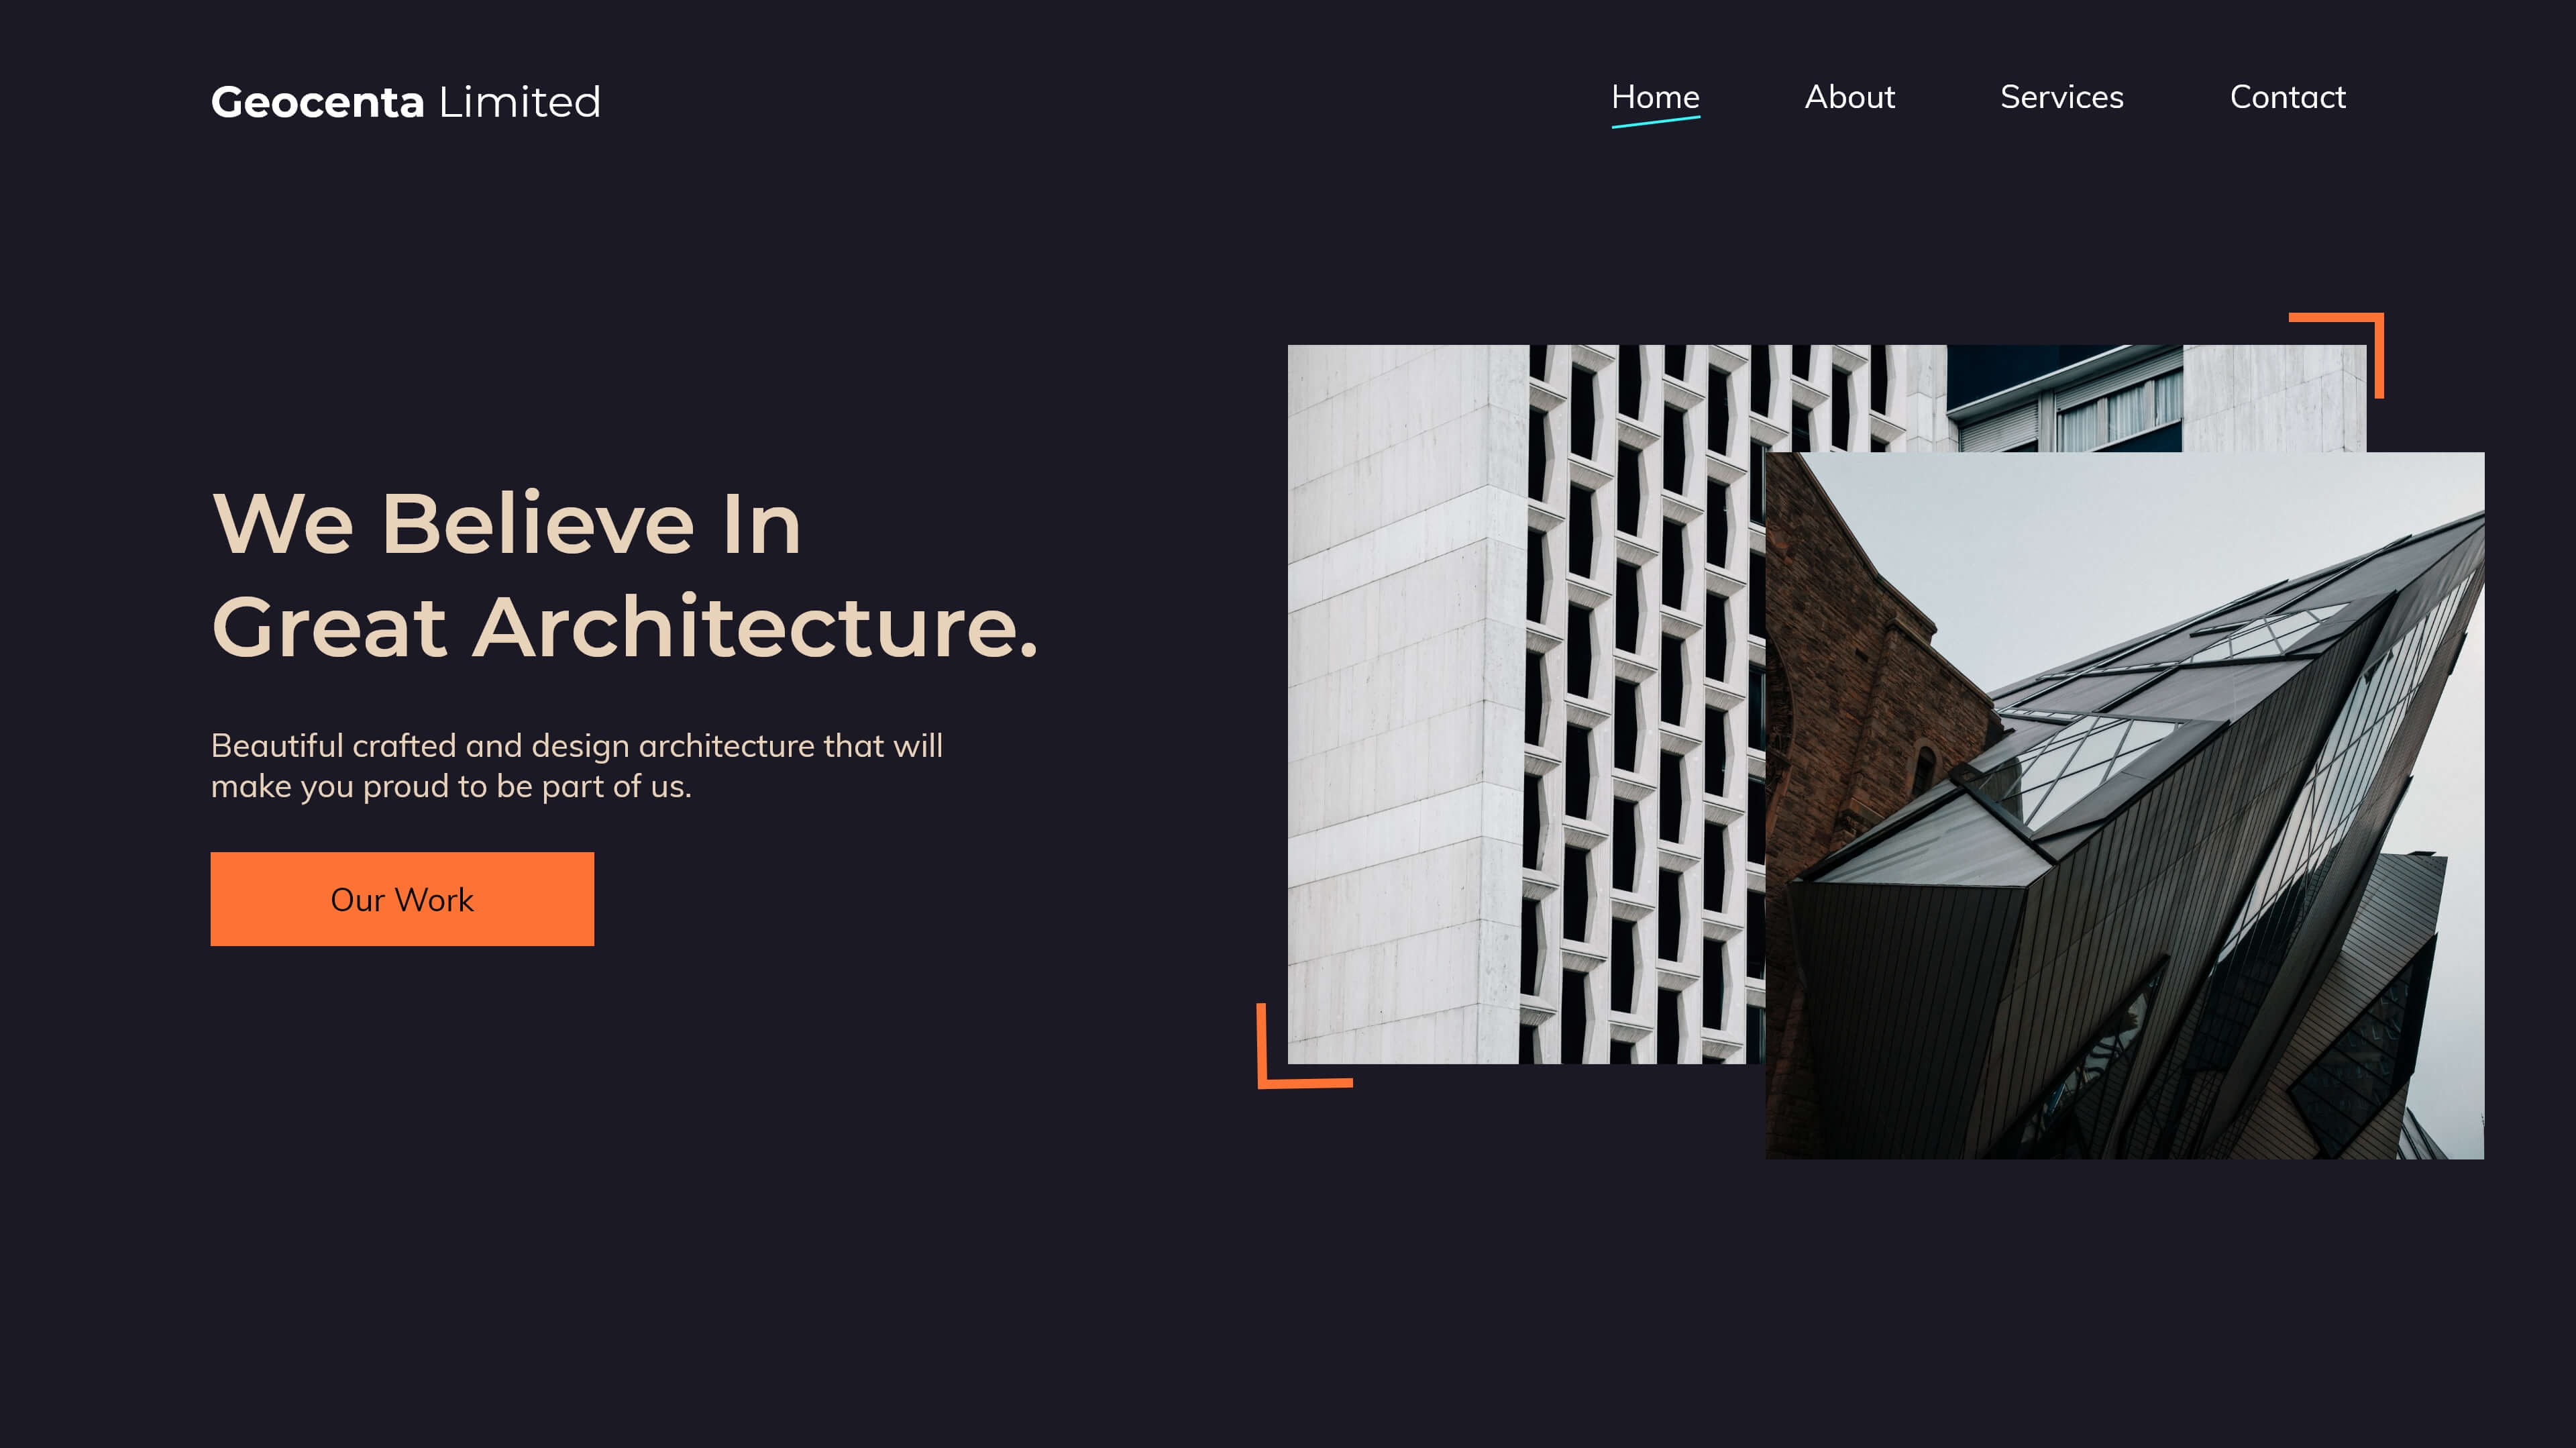 Geocenta Limited
Home About Services Contact
We Believe In
Great Architecture.
Beautiful crafted and design architecture that will
make you proud to be part of us.
Our Work